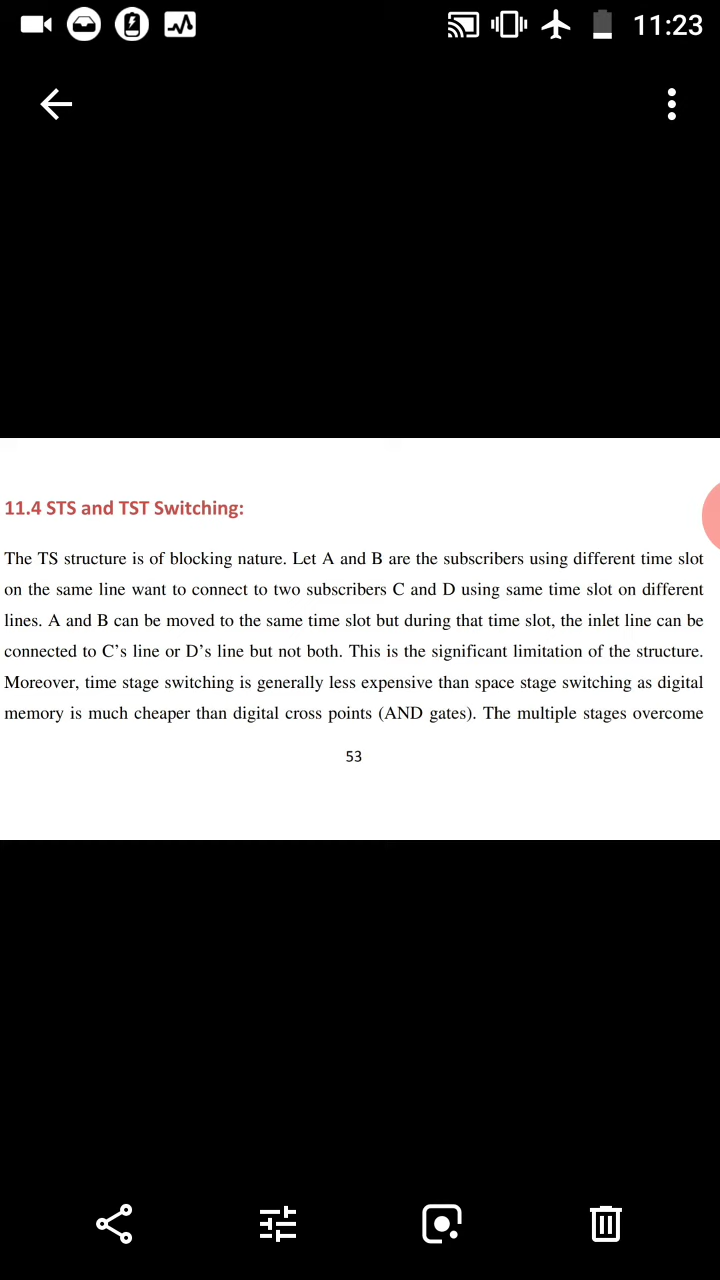 11:23
11.4 STS and TST Switching:
The TS structure is of blocking nature. Let A and B are the subscribers using different time slot
on the same line want to connect to two subscribers C and D using same time slot on different
lines. A and B can be moved to the same time slot but during that time slot, the inlet line can be
connected to C’s line or D’s line but not both. This is the significant limitation of the structure.
Moreover, time stage switching is generally less expensive than space stage switching as digital
memory is much cheaper than digital cross points (AND gates). The multiple stages overcome
53